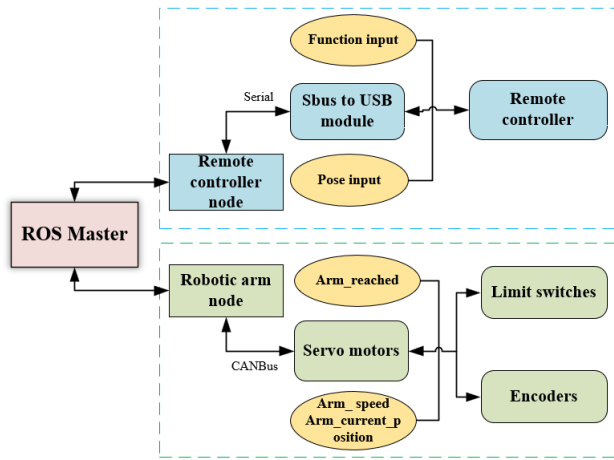 Function input
Serial
Sbus to USB
module
Remote
controller
Remote
controller
node
Pose input
ROS Master
Robotic arm
node
Arm_reached
Limit switches
Servo motors
CANBus
Encoders
Arm_ speed
Arm_current_p
osition